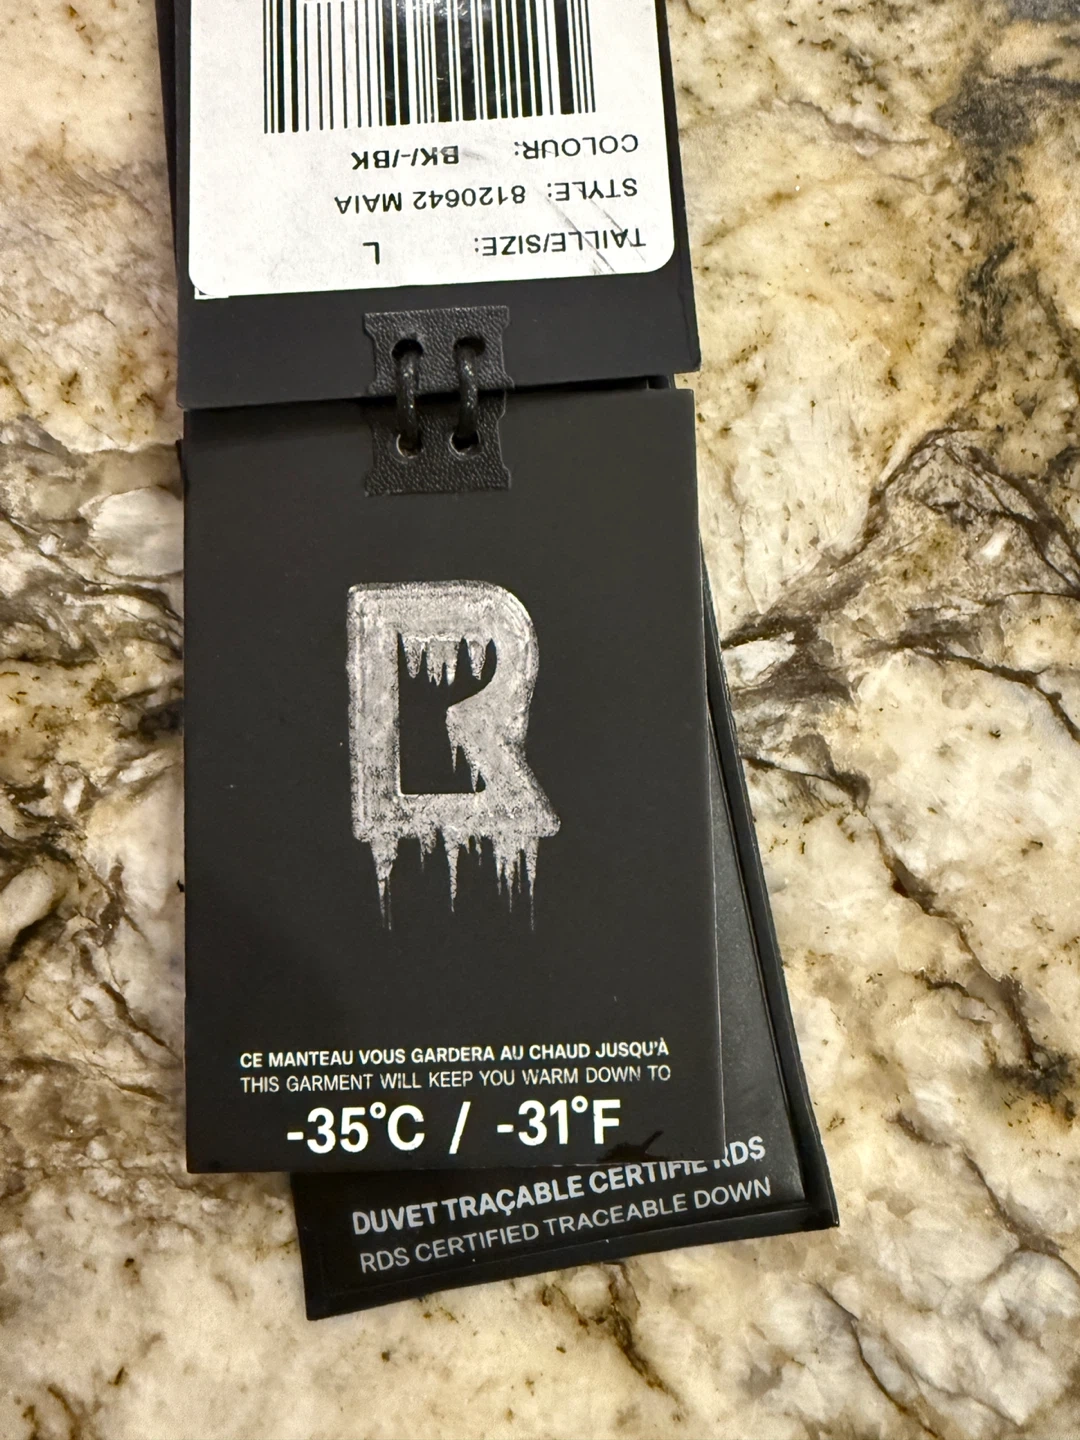 COLOUR: BK/-/BK
STYLE: 8120642 MAIA
TAILLE/SIZE: L
R
CE MANTEAU VOUS GARDERA AU CHAUD JUSQU'À
THIS GARMENT WILL KEEP YOU WARM DOWN TO
-35°C / -31°F
DUVET TRAÇABLE CERTIFIÉ RDS
RDS CERTIFIED TRACEABLE DOWN